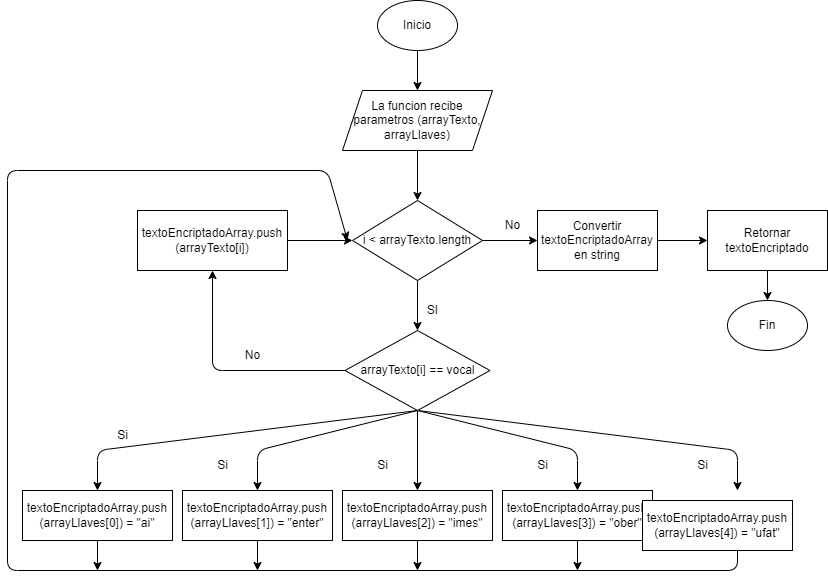 Inicio
La funcion recibe
parametros (arrayTexto,
arrayLlaves)
textoEncriptadoArray.push
(arrayTexto[i])
i < arrayTexto.length
No
Convertir
textoEncriptadoArray
en string
Retornar
textoEncriptado
SI
Fin
No
arrayTexto[i] == vocal
Si
Si
Si
Si
Si
textoEncriptadoArray.push
(arrayLlaves[0]) = "ai"
textoEncriptadoArray.push
(arrayLlaves[1]) = "enter"
textoEncriptadoArray.push
(arrayLlaves[2]) = "imes"
textoEncriptadoArray.push
(arrayLlaves[3]) = "ober"
textoEncriptadoArray.push
(arrayLlaves[4]) = "ufat"